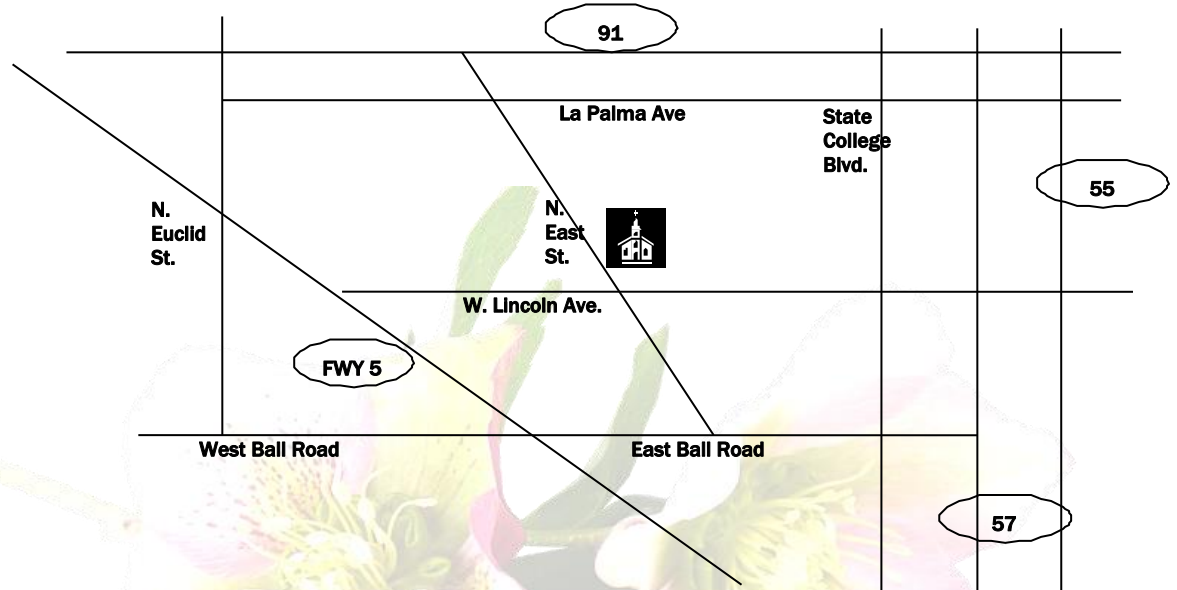 91
La Palma Ave
State
College
Blvd.
55
N.
Euclid
St.
N.
East
St.
W. Lincoln Ave.
FWY 5
West Ball Road
East Ball Road
57